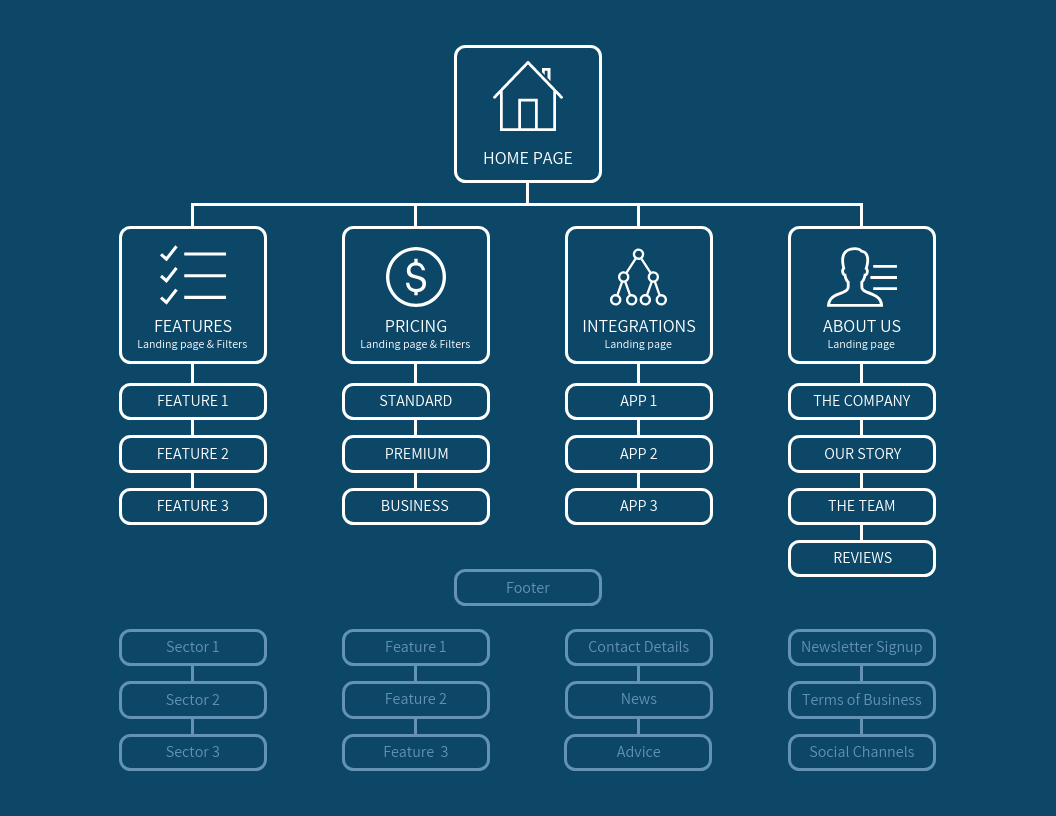 HOME PAGE
FEATURES
Landing page & Filters
PRICING
Landing page & Filters
INTEGRATIONS
Landing page
ABOUT US
Landing page
FEATURE 1
STANDARD
APP 1
THE COMPANY
FEATURE 2
PREMIUM
APP 2
OUR STORY
FEATURE 3
BUSINESS
APP 3
THE TEAM
REVIEWS
Footer
Sector 1
Feature 1
Contact Details
Newsletter Signup
Sector 2
Feature 2
News
Terms of Business
Sector 3
Feature 3
Advice
Social Channels